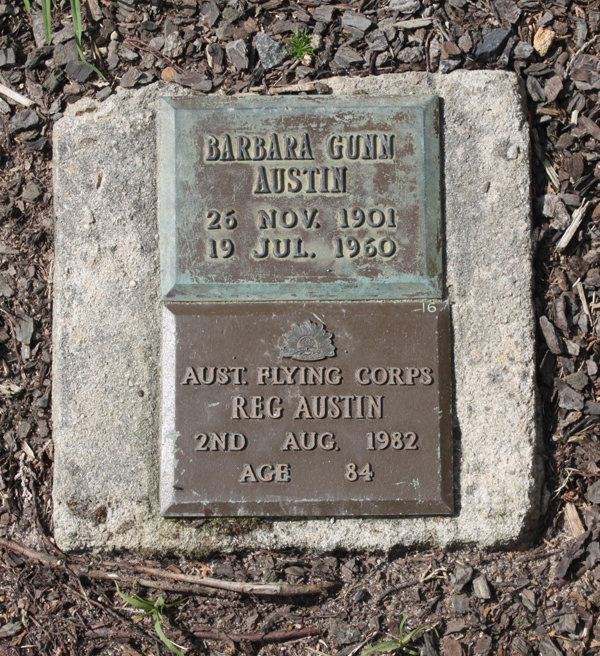 BARBARA GUNN
AUSTIN
26 NOV. 1901
19 JUL. 1960
16
AUST. FLYING CORPS
REG AUSTIN
2ND AUG. 1982
AGE 84